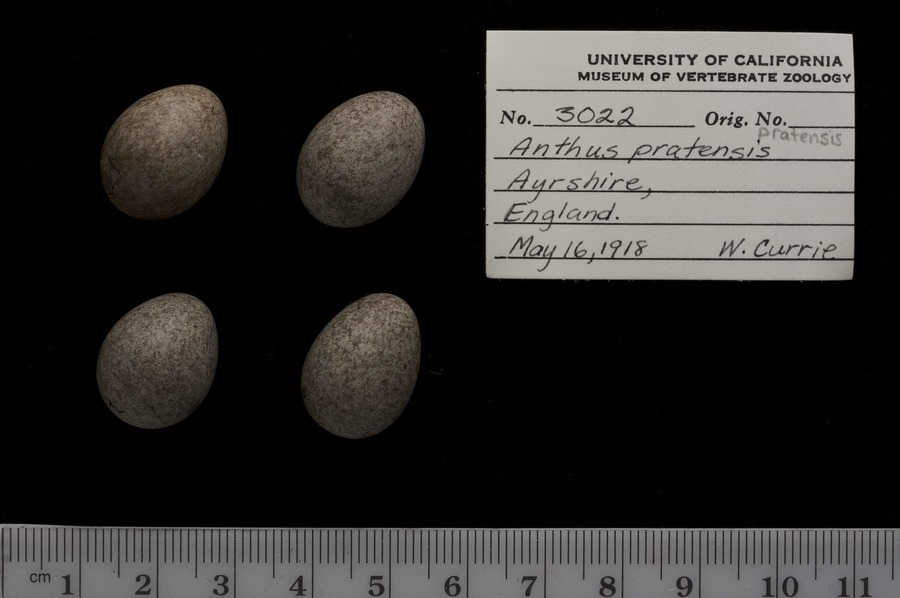 UNIVERSITY OF CALIFORNIA
MUSEUM OF VERTEBRATE ZOOLOGY
No. 3022 Orig. No.
pratensis
Anthus pratensis
Ayrshire,
England.
May 16, 1918 W. Currie
cm 1 2 3 4 5 6 7 8 9 10 11